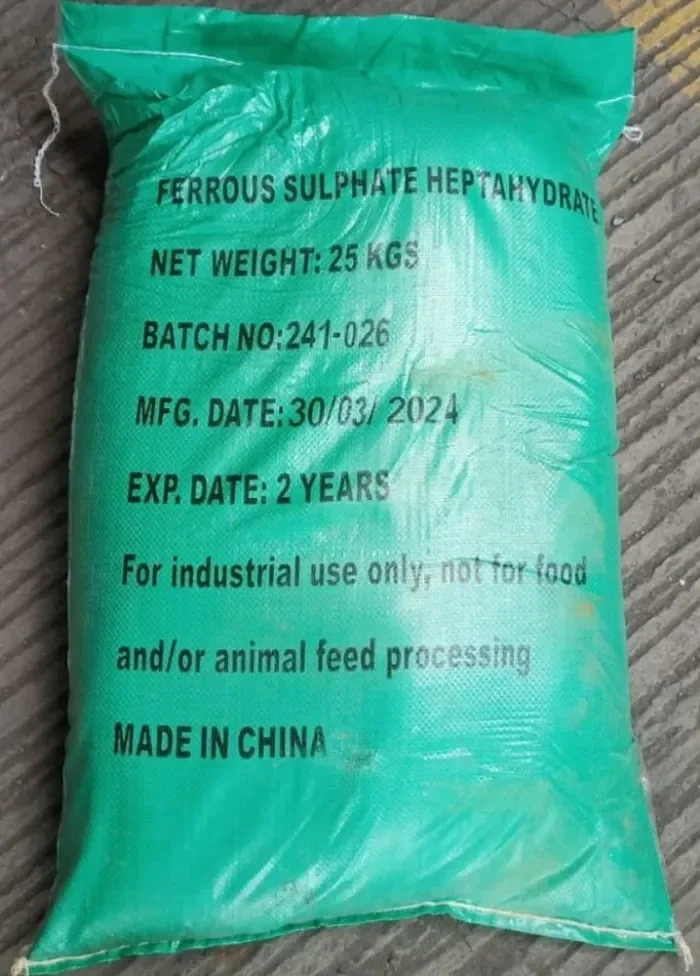 FERROUS SULPHATE HEPTAHYDRATE
NET WEIGHT: 25 KGS
BATCH NO:241-026
MFG. DATE:30/03/ 2024
EXP. DATE: 2 YEARS
For industrial use only, not for food
and/or animal feed processing
MADE IN CHINA